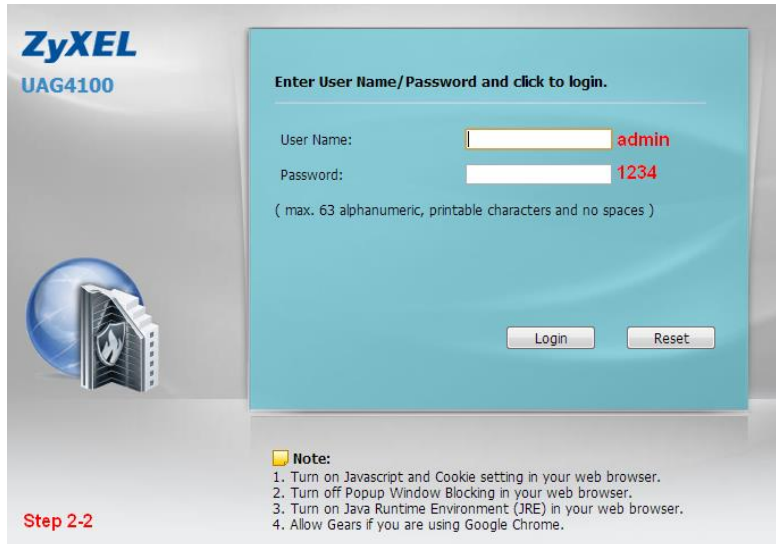 ZyXEL
UAG4100
Enter User Name/Password and click to login.
User Name: admin
Password: 1234
( max. 63 alphanumeric, printable characters and no spaces )
Login Reset
Note:
1. Turn on Javascript and Cookie setting in your web browser.
2. Turn off Popup Window Blocking in your web browser.
3. Turn on Java Runtime Environment (JRE) in your web browser.
4. Allow Gears if you are using Google Chrome.
Step 2-2